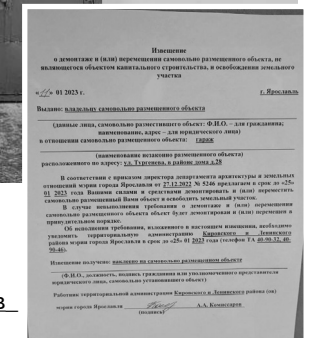 Извещение
о демонтаже и (или) перемещении самовольно размещенного объекта, не
являющегося объектом капитального строительства, и освобождении земельного
участка
«11» 01 2023 г. г. Ярославль
Выдано: владельцу самовольно размещенного объекта
(данные лица, самовольно разместившего объект: Ф.И.О. – для гражданина;
наименование, адрес – для юридического лица)
в отношении самовольно размещенного объекта: гараж
(наименование незаконно размещенного объекта)
расположенного по адресу: ул. Тургенева, в районе дома д.28
В соответствии с приказом директора департамента архитектуры и земельных
отношений мэрии города Ярославля от 27.12.2022 № 5246 предлагаем в срок до «25»
01 2023 года Вашими силами и средствами демонтировать и (или) переместить
самовольно размещенный Вами объект и освободить земельный участок.
В случае невыполнения требования о демонтаже и (или) перемещении
самовольно размещенного объекта объект будет демонтирован и (или) перемещен в
принудительном порядке.
Об исполнении требования, изложенного в настоящем извещении, необходимо
уведомить территориальную администрацию Кировского и Ленинского
района мэрии города Ярославля в срок до «25» 01 2023 года (телефон ТА 40-90-32, 40-
90-46).
Извещение получено: наклеено на самовольно размещенном объекте
(Ф.И.О., должность, подпись гражданина или уполномоченного представителя
юридического лица, самовольно установившего объект)
Работник территориальной администрации Кировского и Ленинского района (ов)
мэрии города Ярославля А.А. Комиссаров
(подпись)
в